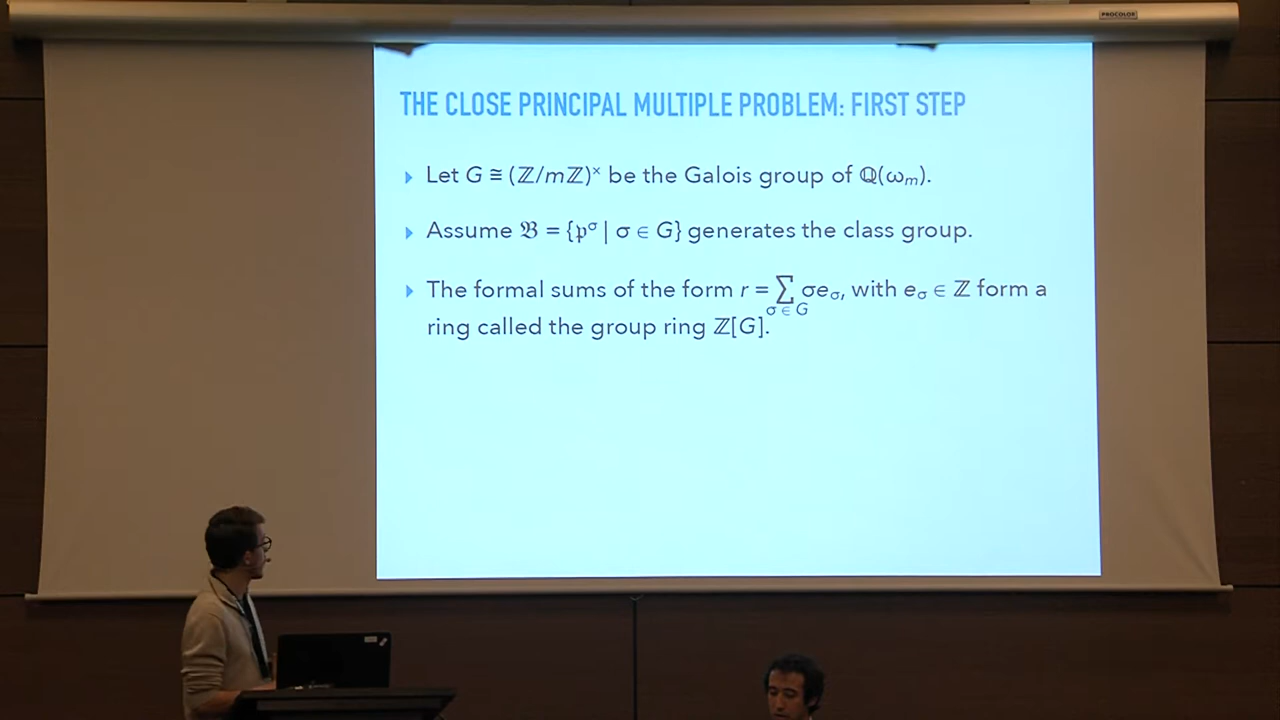 PROCOLOR
THE CLOSE PRINCIPAL MULTIPLE PROBLEM: FIRST STEP
Let G ≅ (ℤ/mℤ)ˣ be the Galois group of ℚ(ωₘ).
Assume 𝔅 = {𝔭^σ | σ ∈ G} generates the class group.
The formal sums of the form r = ∑ σe_σ, with e_σ ∈ ℤ form a
σ ∈ G
ring called the group ring ℤ[G].